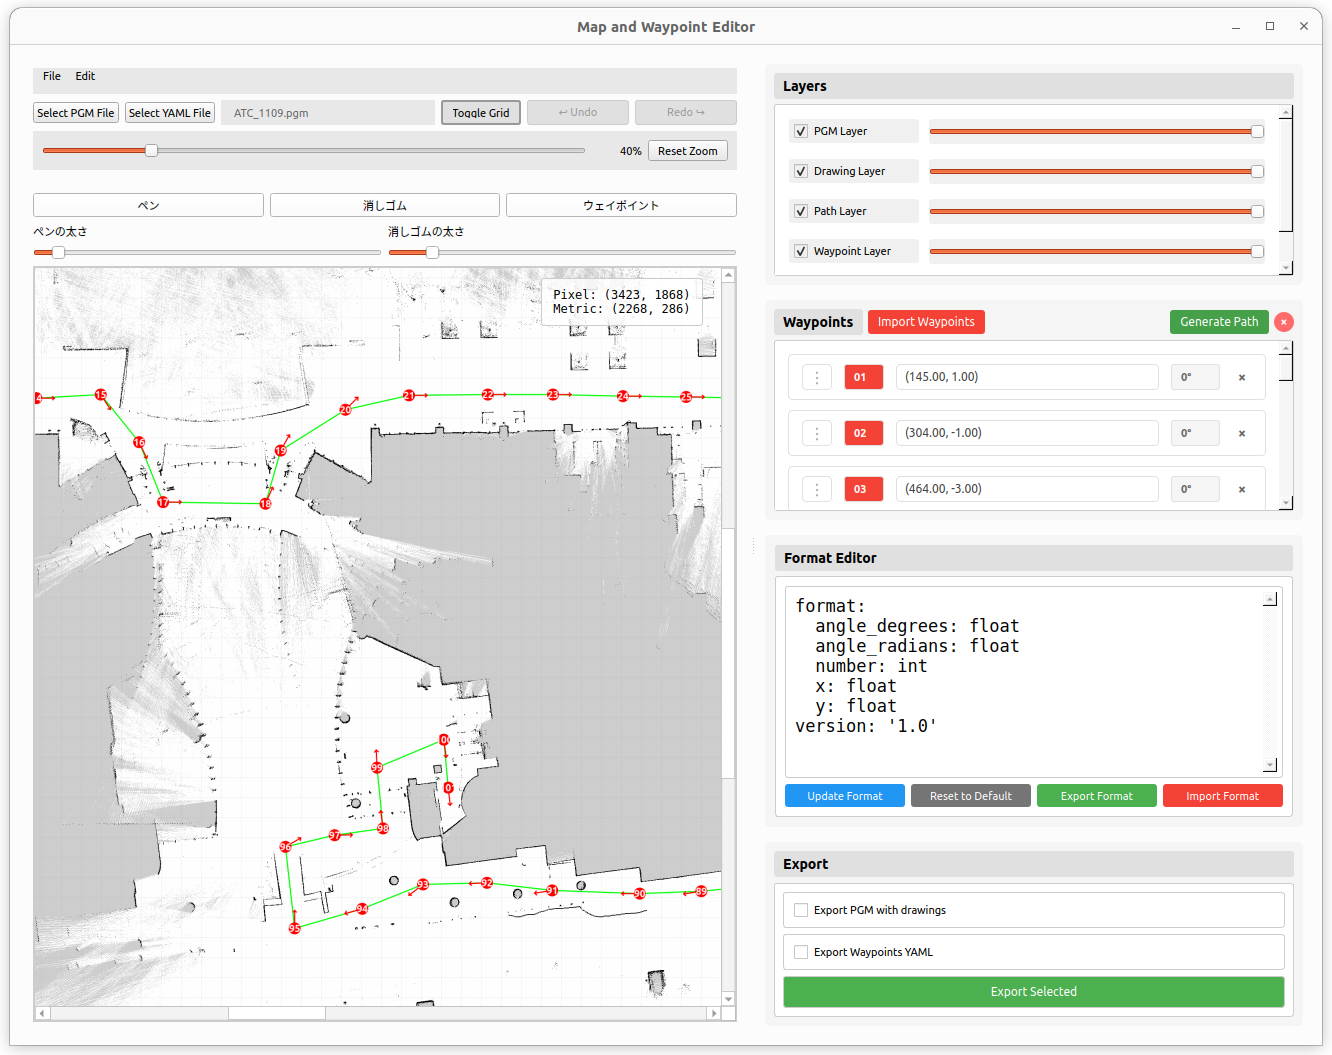 Map and Waypoint Editor
File Edit
Select PGM File Select YAML File ATC_1109.pgm Toggle Grid ↩ Undo Redo ↪
40% Reset Zoom
ペン 消しゴム ウェイポイント
ペンの太さ 消しゴムの太さ
Pixel: (3423, 1868)
Metric: (2268, 286)
4 15 16 17 18 19 20 21 22 23 24 25
00 0 99 98 97 96 95 94 93 92 91 90 89
Layers
PGM Layer
Drawing Layer
Path Layer
Waypoint Layer
Waypoints Import Waypoints Generate Path ×
01 (145.00, 1.00) 0° ×
02 (304.00, -1.00) 0° ×
03 (464.00, -3.00) 0° ×
Format Editor
format:
  angle_degrees: float
  angle_radians: float
  number: int
  x: float
  y: float
version: '1.0'
Update Format Reset to Default Export Format Import Format
Export
Export PGM with drawings
Export Waypoints YAML
Export Selected